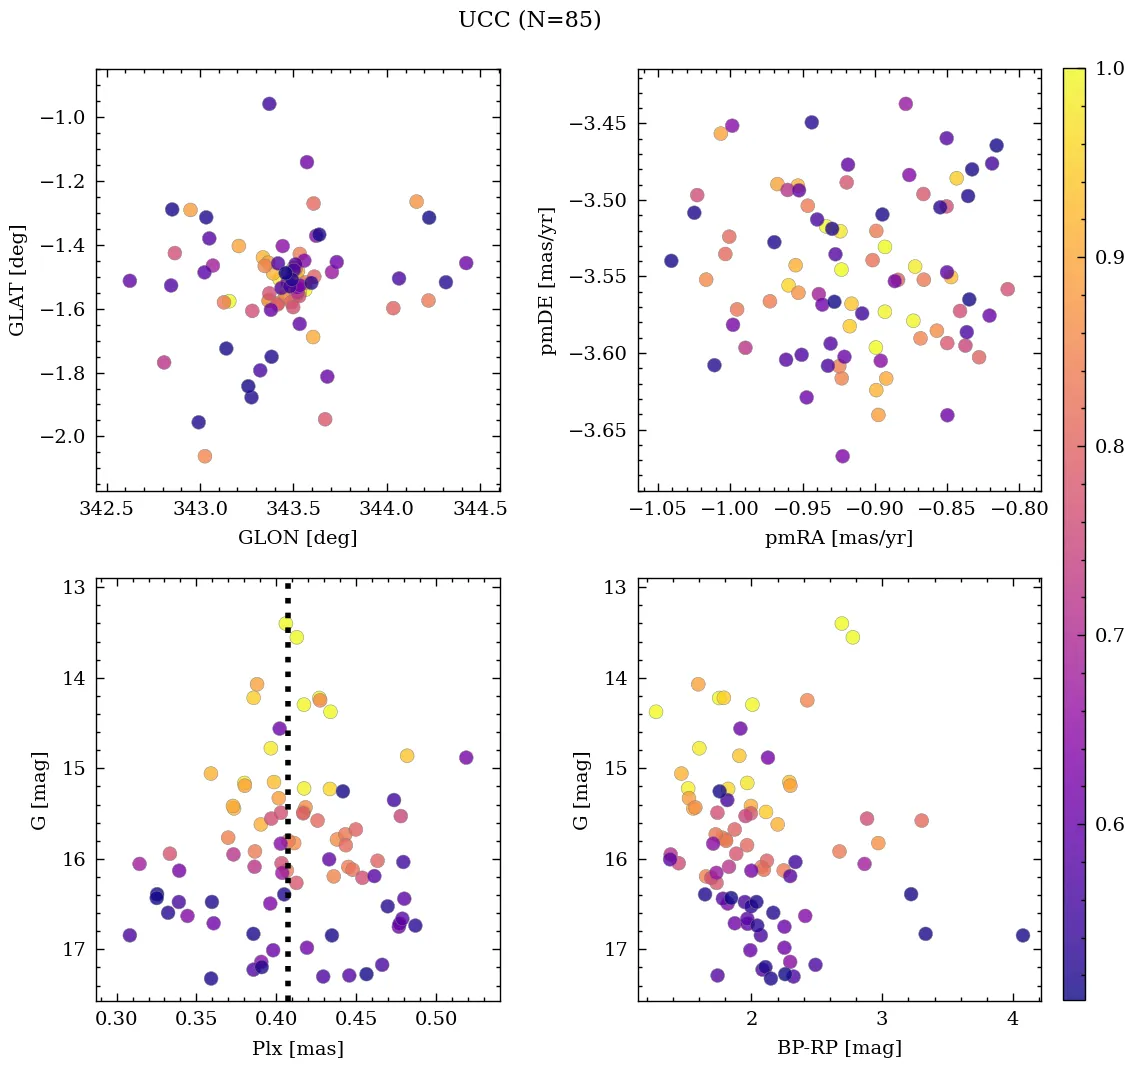 UCC (N=85)
−1.0
−1.2
−1.4
−1.6
−1.8
−2.0
GLAT [deg]
342.5 343.0 343.5 344.0 344.5
GLON [deg]
−3.45
−3.50
−3.55
−3.60
−3.65
pmDE [mas/yr]
−1.05 −1.00 −0.95 −0.90 −0.85 −0.80
pmRA [mas/yr]
1.0
0.9
0.8
0.7
0.6
13
14
15
16
17
G [mag]
0.30 0.35 0.40 0.45 0.50
Plx [mas]
13
14
15
16
17
G [mag]
2 3 4
BP-RP [mag]